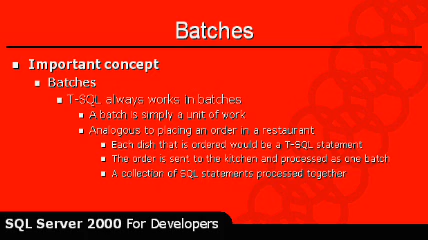 Batches
Important concept
Batches
T-SQL always works in batches
A batch is simply a unit of work
Analogous to placing an order in a restaurant
Each dish that is ordered would be a T-SQL statement
The order is sent to the kitchen and processed as one batch
A collection of SQL statements processed together
SQL Server 2000 For Developers